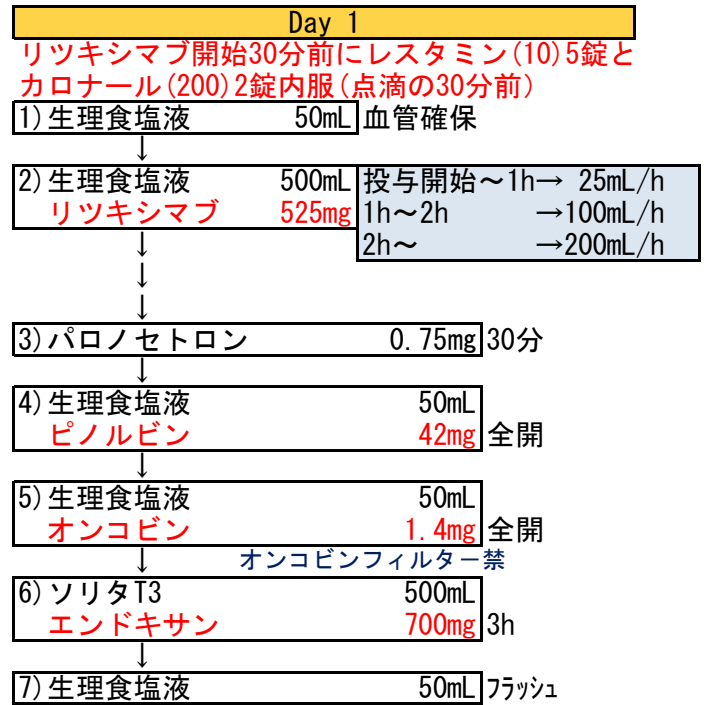 Day 1
リツキシマブ開始30分前にレスタミン(10)5錠と
カロナール(200)2錠内服(点滴の30分前)
1)生理食塩液 50mL 血管確保
↓
2)生理食塩液 500mL 投与開始～1h→ 25mL/h
リツキシマブ 525mg 1h～2h →100mL/h
↓ 2h～ →200mL/h
↓
↓
3)パロノセトロン 0.75mg 30分
↓
4)生理食塩液 50mL
ピノルビン 42mg 全開
↓
5)生理食塩液 50mL
オンコビン 1.4mg 全開
↓ オンコビンフィルター禁
6)ソリタT3 500mL
エンドキサン 700mg 3h
↓
7)生理食塩液 50mL ﾌﾗｯｼｭ